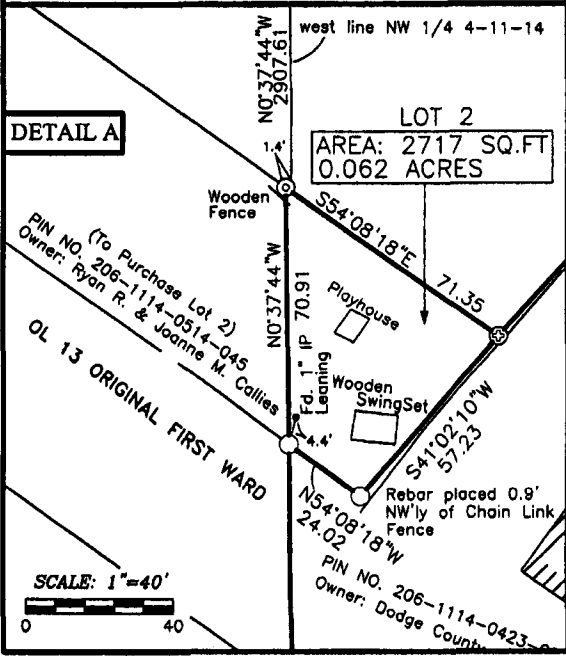 west line NW 1/4 4-11-14
N0°37'44"W
2907.61
DETAIL A
LOT 2
AREA: 2717 SQ.FT
0.062 ACRES
1.4'
Wooden
Fence
S54°08'18"E
71.35
(To Purchase Lot 2)
PIN NO. 206-1114-0514-045
Owner: Ryan R. & Joanne M. Callies
N0°37'44"W 70.91
Fd. 1" IP
Leaning
Playhouse
Wooden
SwingSet
OL 13 ORIGINAL FIRST WARD
4.4'
S41°02'10"W
57.23
Rebar placed 0.9'
NW'ly of Chain Link
Fence
N54°08'18"W
24.02
PIN NO. 206-1114-0423-0
Owner: Dodge County
SCALE: 1"=40'
0 40